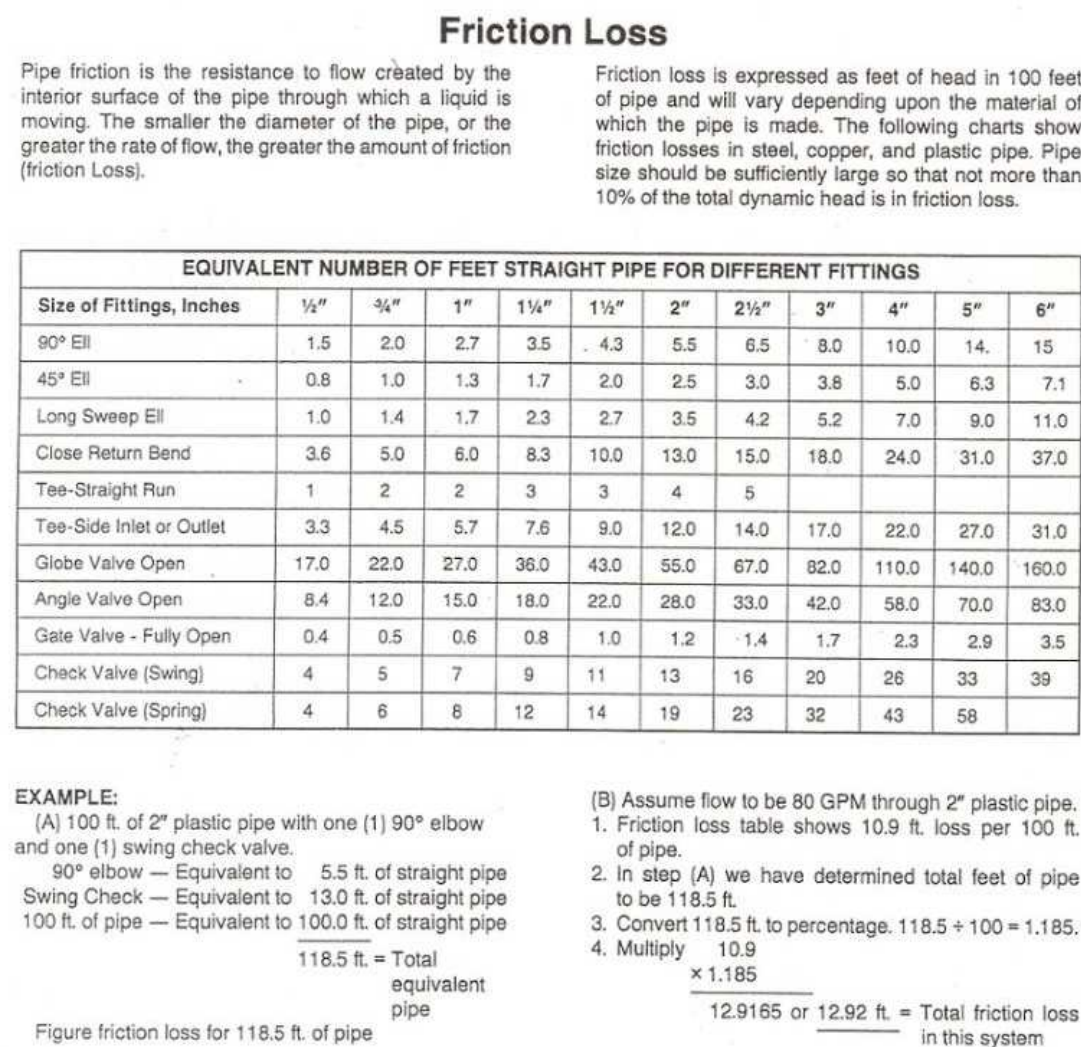 Friction Loss
Pipe friction is the resistance to flow created by the
interior surface of the pipe through which a liquid is
moving. The smaller the diameter of the pipe, or the
greater the rate of flow, the greater the amount of friction
(friction Loss).
Friction loss is expressed as feet of head in 100 feet
of pipe and will vary depending upon the material of
which the pipe is made. The following charts show
friction losses in steel, copper, and plastic pipe. Pipe
size should be sufficiently large so that not more than
10% of the total dynamic head is in friction loss.
EQUIVALENT NUMBER OF FEET STRAIGHT PIPE FOR DIFFERENT FITTINGS
Size of Fittings, Inches ½" ¾" 1" 1¼" 1½" 2" 2½" 3" 4" 5" 6"
90° Ell 1.5 2.0 2.7 3.5 4.3 5.5 6.5 8.0 10.0 14. 15
45° Ell 0.8 1.0 1.3 1.7 2.0 2.5 3.0 3.8 5.0 6.3 7.1
Long Sweep Ell 1.0 1.4 1.7 2.3 2.7 3.5 4.2 5.2 7.0 9.0 11.0
Close Return Bend 3.6 5.0 6.0 8.3 10.0 13.0 15.0 18.0 24.0 31.0 37.0
Tee-Straight Run 1 2 2 3 3 4 5
Tee-Side Inlet or Outlet 3.3 4.5 5.7 7.6 9.0 12.0 14.0 17.0 22.0 27.0 31.0
Globe Valve Open 17.0 22.0 27.0 36.0 43.0 55.0 67.0 82.0 110.0 140.0 160.0
Angle Valve Open 8.4 12.0 15.0 18.0 22.0 28.0 33.0 42.0 58.0 70.0 83.0
Gate Valve - Fully Open 0.4 0.5 0.6 0.8 1.0 1.2 1.4 1.7 2.3 2.9 3.5
Check Valve (Swing) 4 5 7 9 11 13 16 20 26 33 39
Check Valve (Spring) 4 6 8 12 14 19 23 32 43 58
EXAMPLE:
(A) 100 ft. of 2" plastic pipe with one (1) 90° elbow
and one (1) swing check valve.
90° elbow — Equivalent to 5.5 ft. of straight pipe
Swing Check — Equivalent to 13.0 ft. of straight pipe
100 ft. of pipe — Equivalent to 100.0 ft. of straight pipe
118.5 ft. = Total
equivalent
pipe
Figure friction loss for 118.5 ft. of pipe
(B) Assume flow to be 80 GPM through 2" plastic pipe.
1. Friction loss table shows 10.9 ft. loss per 100 ft.
of pipe.
2. In step (A) we have determined total feet of pipe
to be 118.5 ft.
3. Convert 118.5 ft. to percentage. 118.5 ÷ 100 = 1.185.
4. Multiply 10.9
× 1.185
12.9165 or 12.92 ft. = Total friction loss
in this system